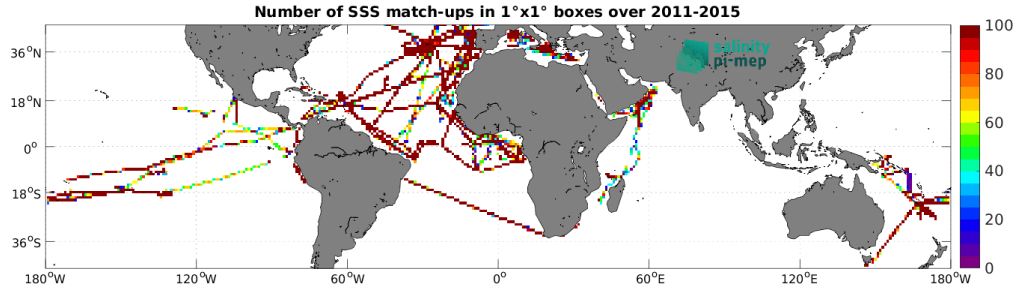 Number of SSS match-ups in 1°x1° boxes over 2011-2015
salinity
pi-mep
36°N
18°N
0°
18°S
36°S
180°W
120°W
60°W
0°
60°E
120°E
180°W
100
80
60
40
20
0